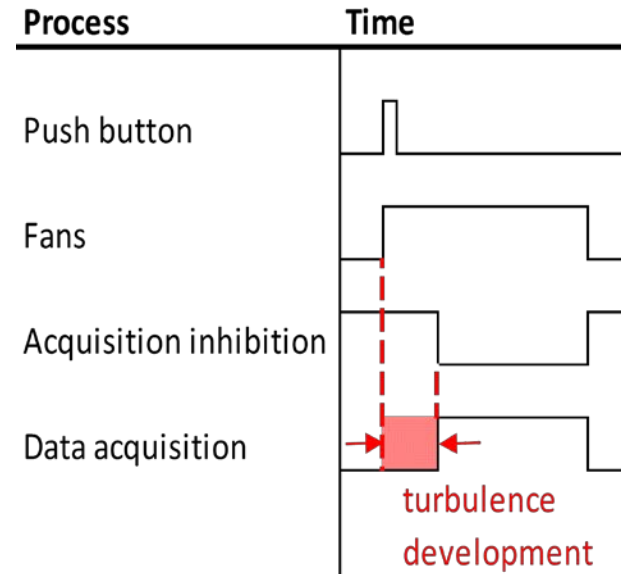 Process Time
Push button
Fans
Acquisition inhibition
Data acquisition
turbulence
development